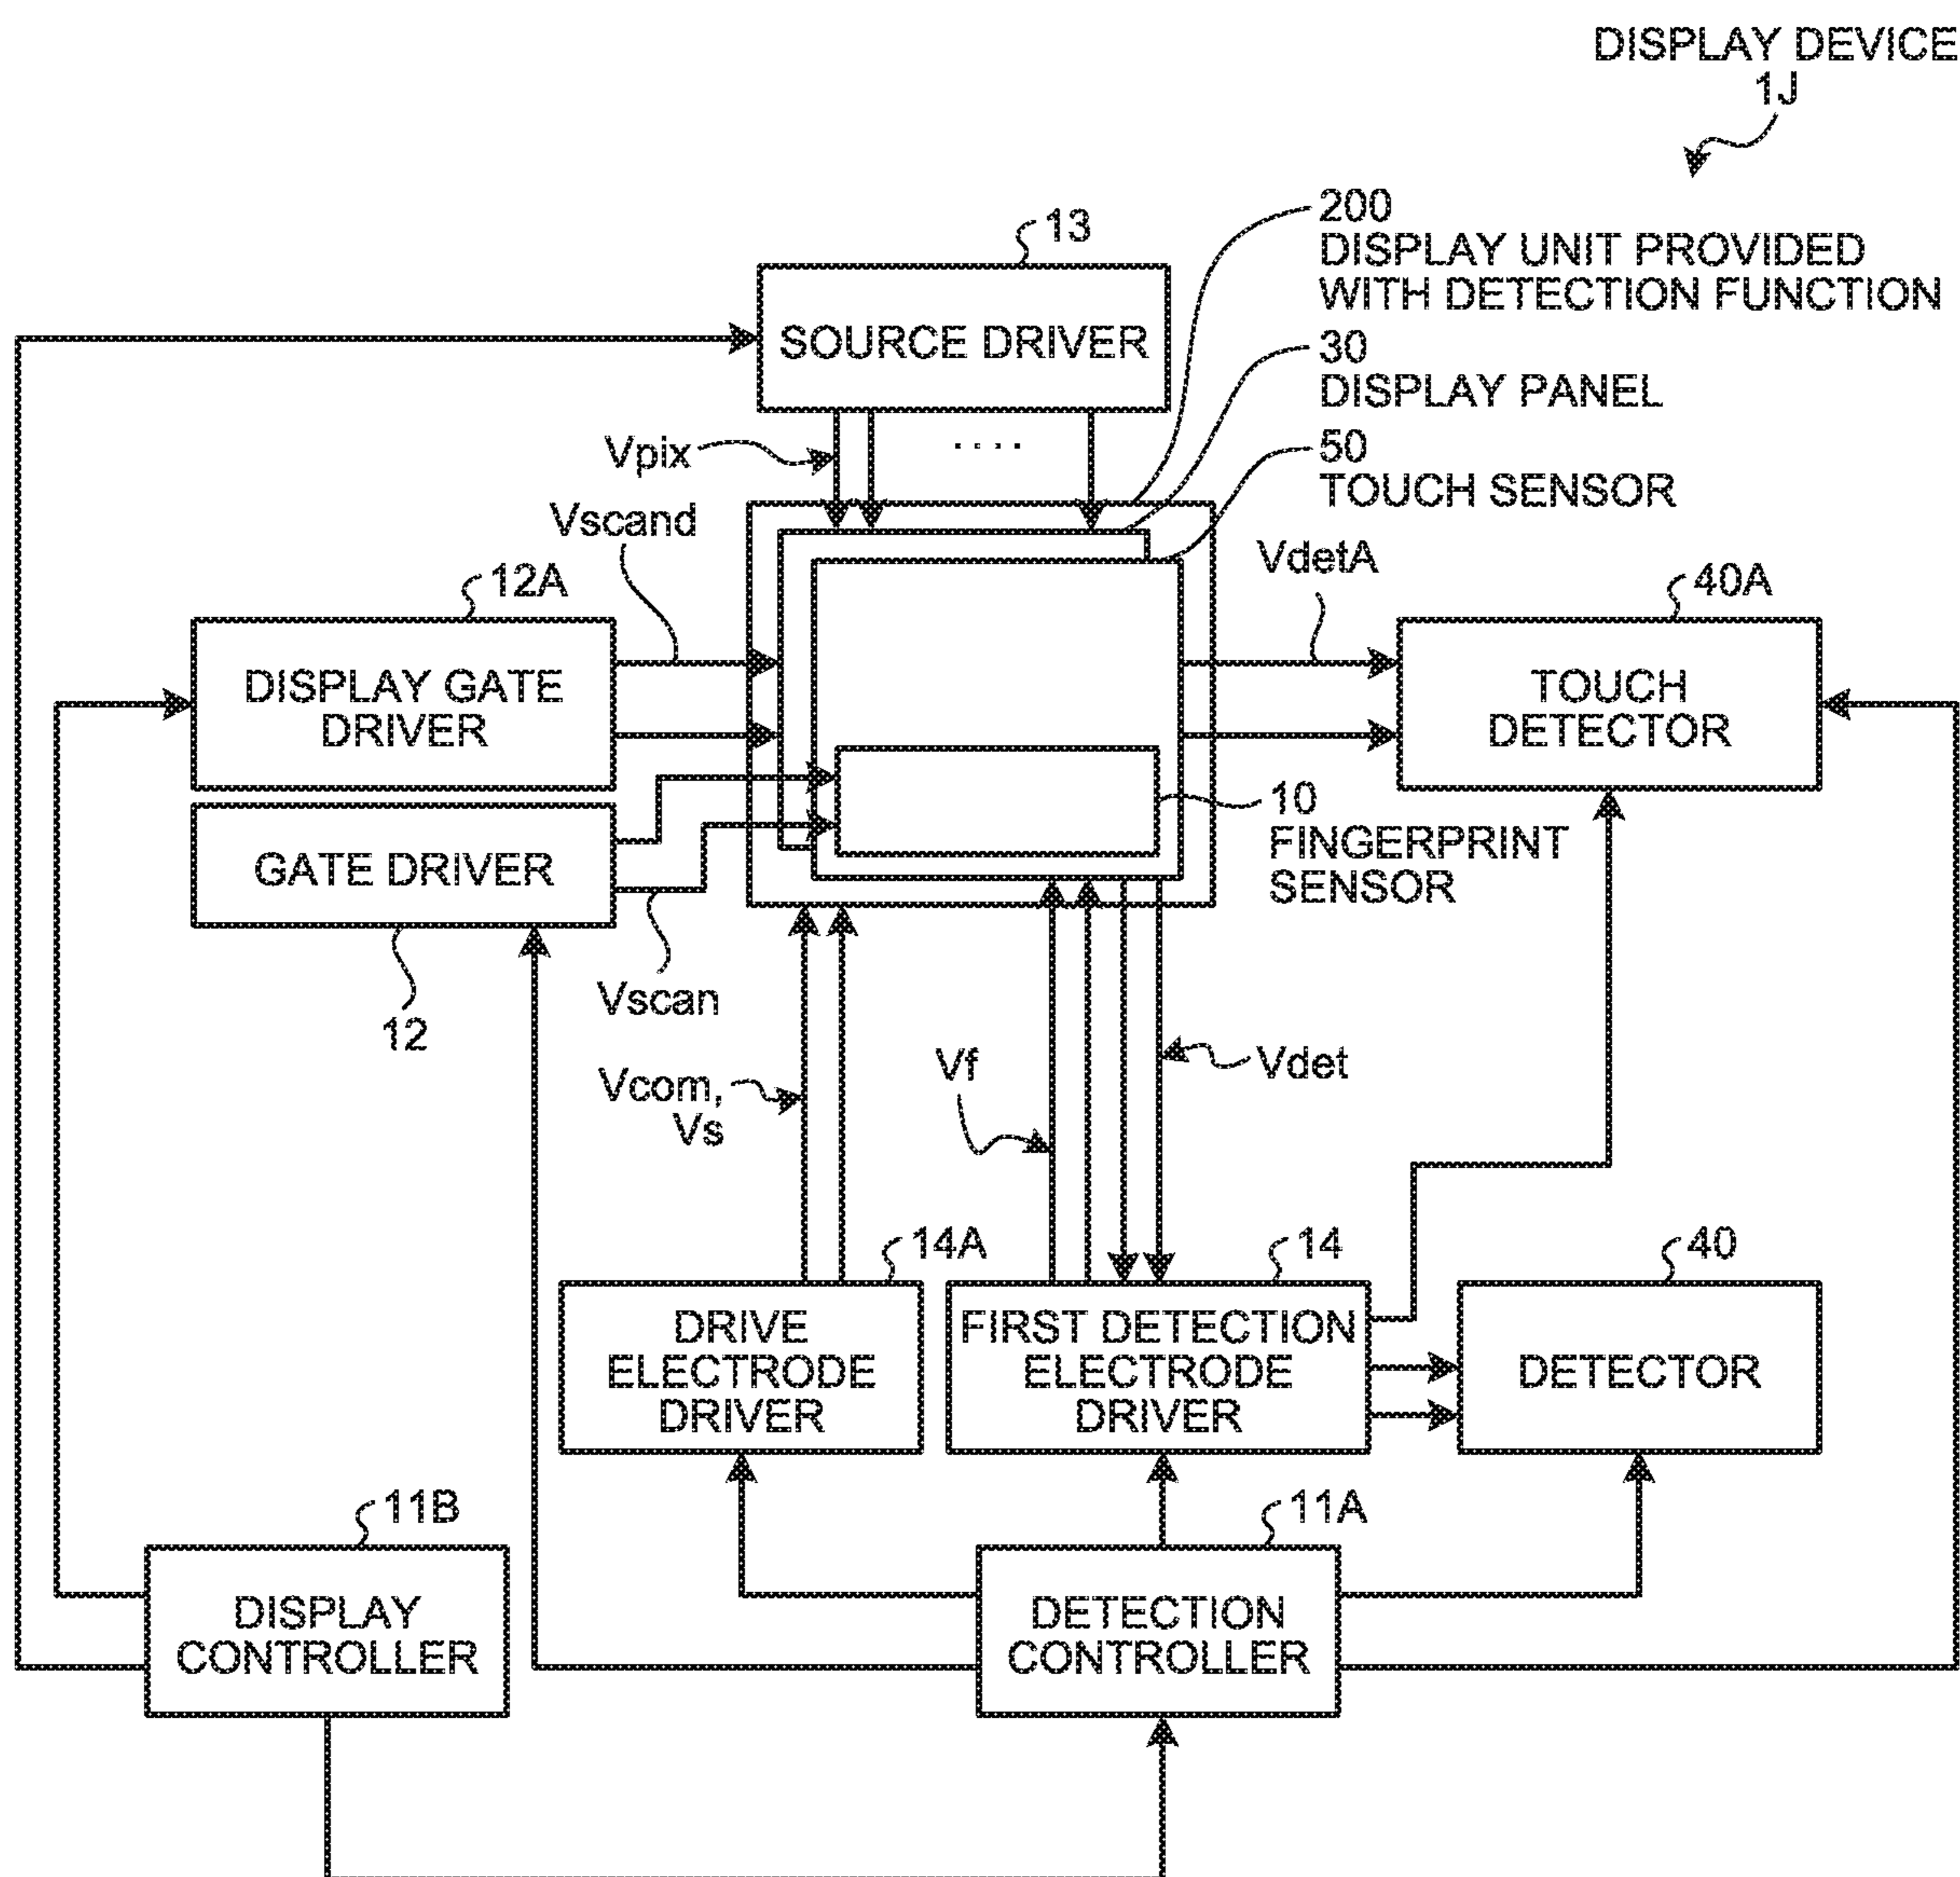 DISPLAY DEVICE
1J
200
DISPLAY UNIT PROVIDED
WITH DETECTION FUNCTION
13
SOURCE DRIVER
30
DISPLAY PANEL
Vpix
. . . .
50
TOUCH SENSOR
Vscand
VdetA
12A
40A
DISPLAY GATE
DRIVER
TOUCH
DETECTOR
10
FINGERPRINT
SENSOR
GATE DRIVER
Vscan
12
Vcom,
Vs
Vf
Vdet
14A
14
40
DRIVE
ELECTRODE
DRIVER
FIRST DETECTION
ELECTRODE
DRIVER
DETECTOR
11B
11A
DISPLAY
CONTROLLER
DETECTION
CONTROLLER